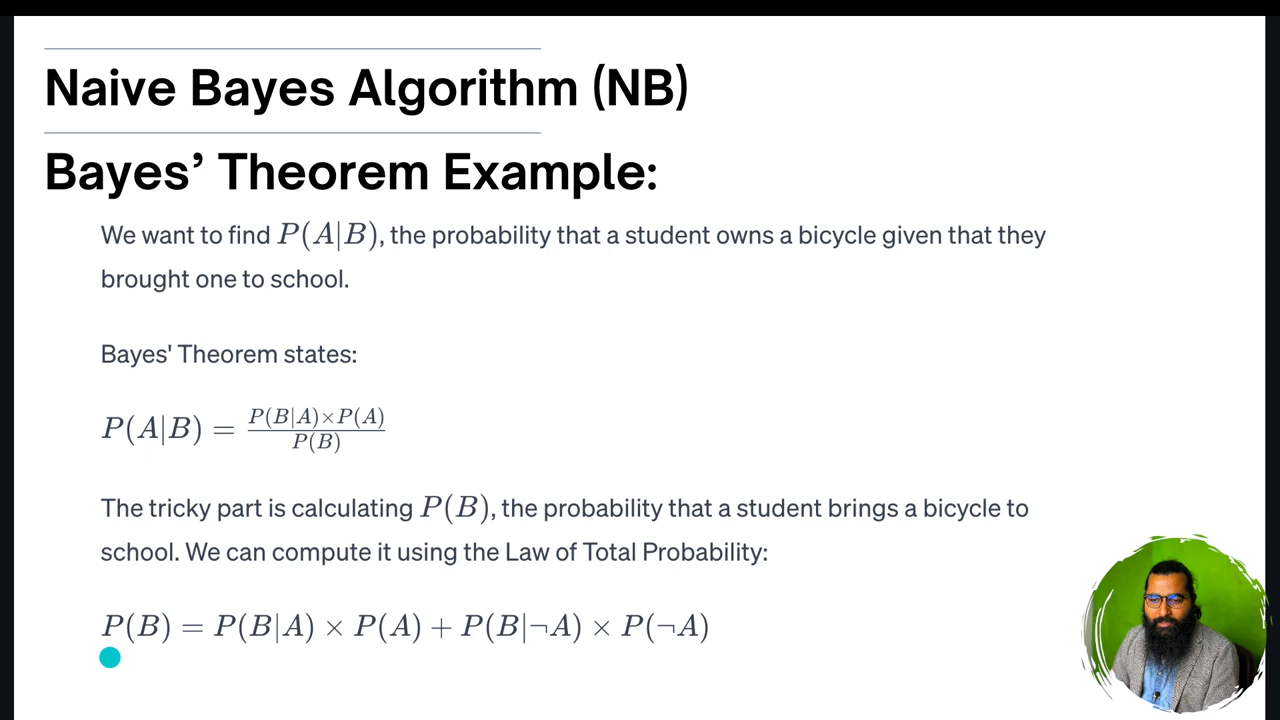 Naive Bayes Algorithm (NB)
Bayes’ Theorem Example:
We want to find P(A|B), the probability that a student owns a bicycle given that they
brought one to school.
Bayes' Theorem states:
P(A|B) = P(B|A)×P(A) / P(B)
The tricky part is calculating P(B), the probability that a student brings a bicycle to
school. We can compute it using the Law of Total Probability:
P(B) = P(B|A) × P(A) + P(B|¬A) × P(¬A)